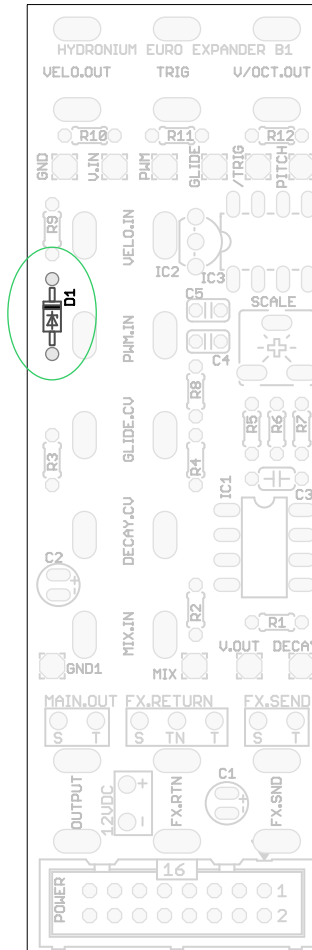 HYDRONIUM EURO EXPANDER B1
VELO.OUT TRIG V/OCT.OUT
R10 R11 R12
GND V.IN PWM GLIDE /TRIG PITCH
R9 VELO.IN
IC2 IC3
D1 C5 SCALE
PWM.IN C4
R8
GLIDE.CV R5 R6 R7
R3 R4
IC1 C3
DECAY.CV
C2
+
R2 R1
MIX.IN V.OUT DECAY
GND1 MIX
MAIN.OUT FX.RETURN FX.SEND
S T S TN T S T
C1
+
OUTPUT 12VDC + - FX.RTN FX.SND
16
POWER 1
2